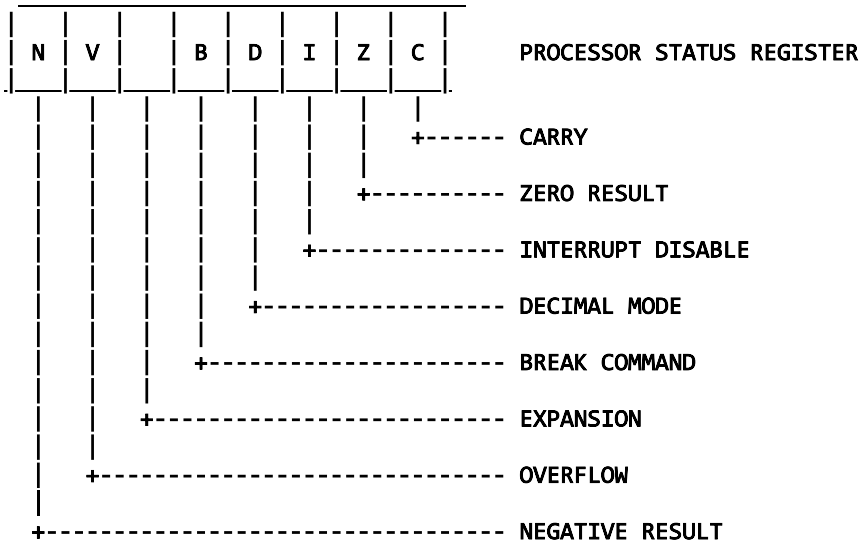 N V B D I Z C PROCESSOR STATUS REGISTER
CARRY
ZERO RESULT
INTERRUPT DISABLE
DECIMAL MODE
BREAK COMMAND
EXPANSION
OVERFLOW
NEGATIVE RESULT